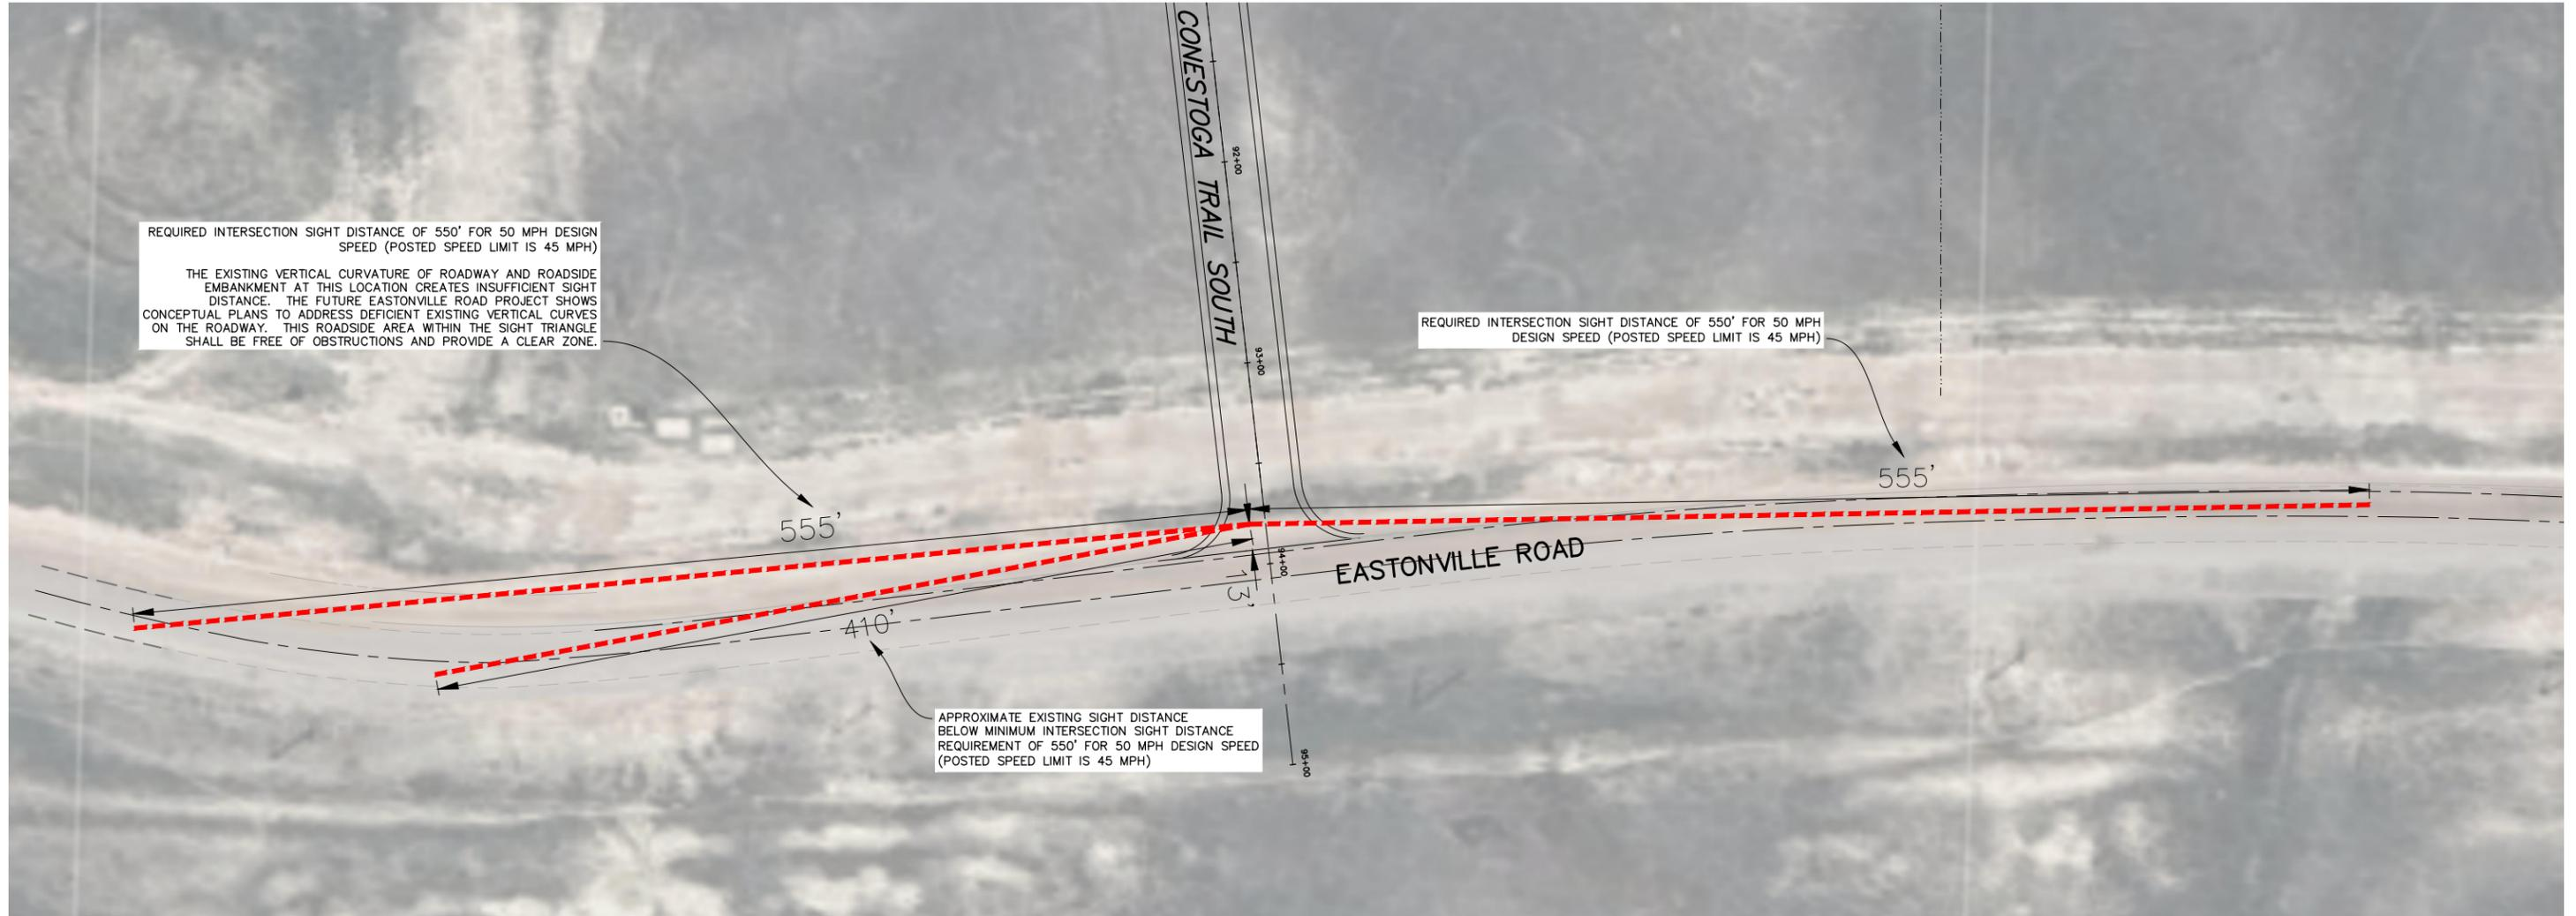 CONESTOGA TRAIL SOUTH
92+00
93+00
94+00
95+00
REQUIRED INTERSECTION SIGHT DISTANCE OF 550' FOR 50 MPH DESIGN
SPEED (POSTED SPEED LIMIT IS 45 MPH)
THE EXISTING VERTICAL CURVATURE OF ROADWAY AND ROADSIDE
EMBANKMENT AT THIS LOCATION CREATES INSUFFICIENT SIGHT
DISTANCE. THE FUTURE EASTONVILLE ROAD PROJECT SHOWS
CONCEPTUAL PLANS TO ADDRESS DEFICIENT EXISTING VERTICAL CURVES
ON THE ROADWAY. THIS ROADSIDE AREA WITHIN THE SIGHT TRIANGLE
SHALL BE FREE OF OBSTRUCTIONS AND PROVIDE A CLEAR ZONE.
REQUIRED INTERSECTION SIGHT DISTANCE OF 550' FOR 50 MPH
DESIGN SPEED (POSTED SPEED LIMIT IS 45 MPH)
555'
555'
EASTONVILLE ROAD
13'
410'
APPROXIMATE EXISTING SIGHT DISTANCE
BELOW MINIMUM INTERSECTION SIGHT DISTANCE
REQUIREMENT OF 550' FOR 50 MPH DESIGN SPEED
(POSTED SPEED LIMIT IS 45 MPH)